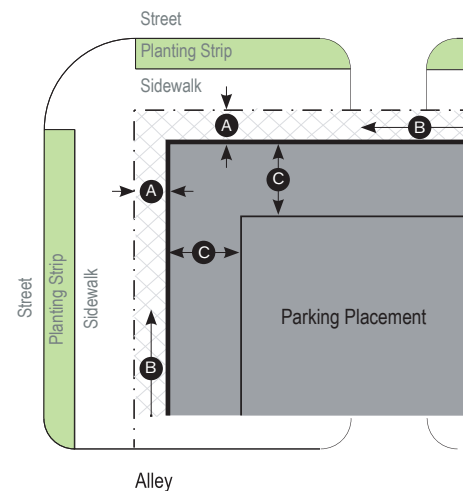 Street
Planting Strip
Sidewalk
A
B
A
C
C
Street
Planting Strip
Sidewalk
Parking Placement
B
Alley